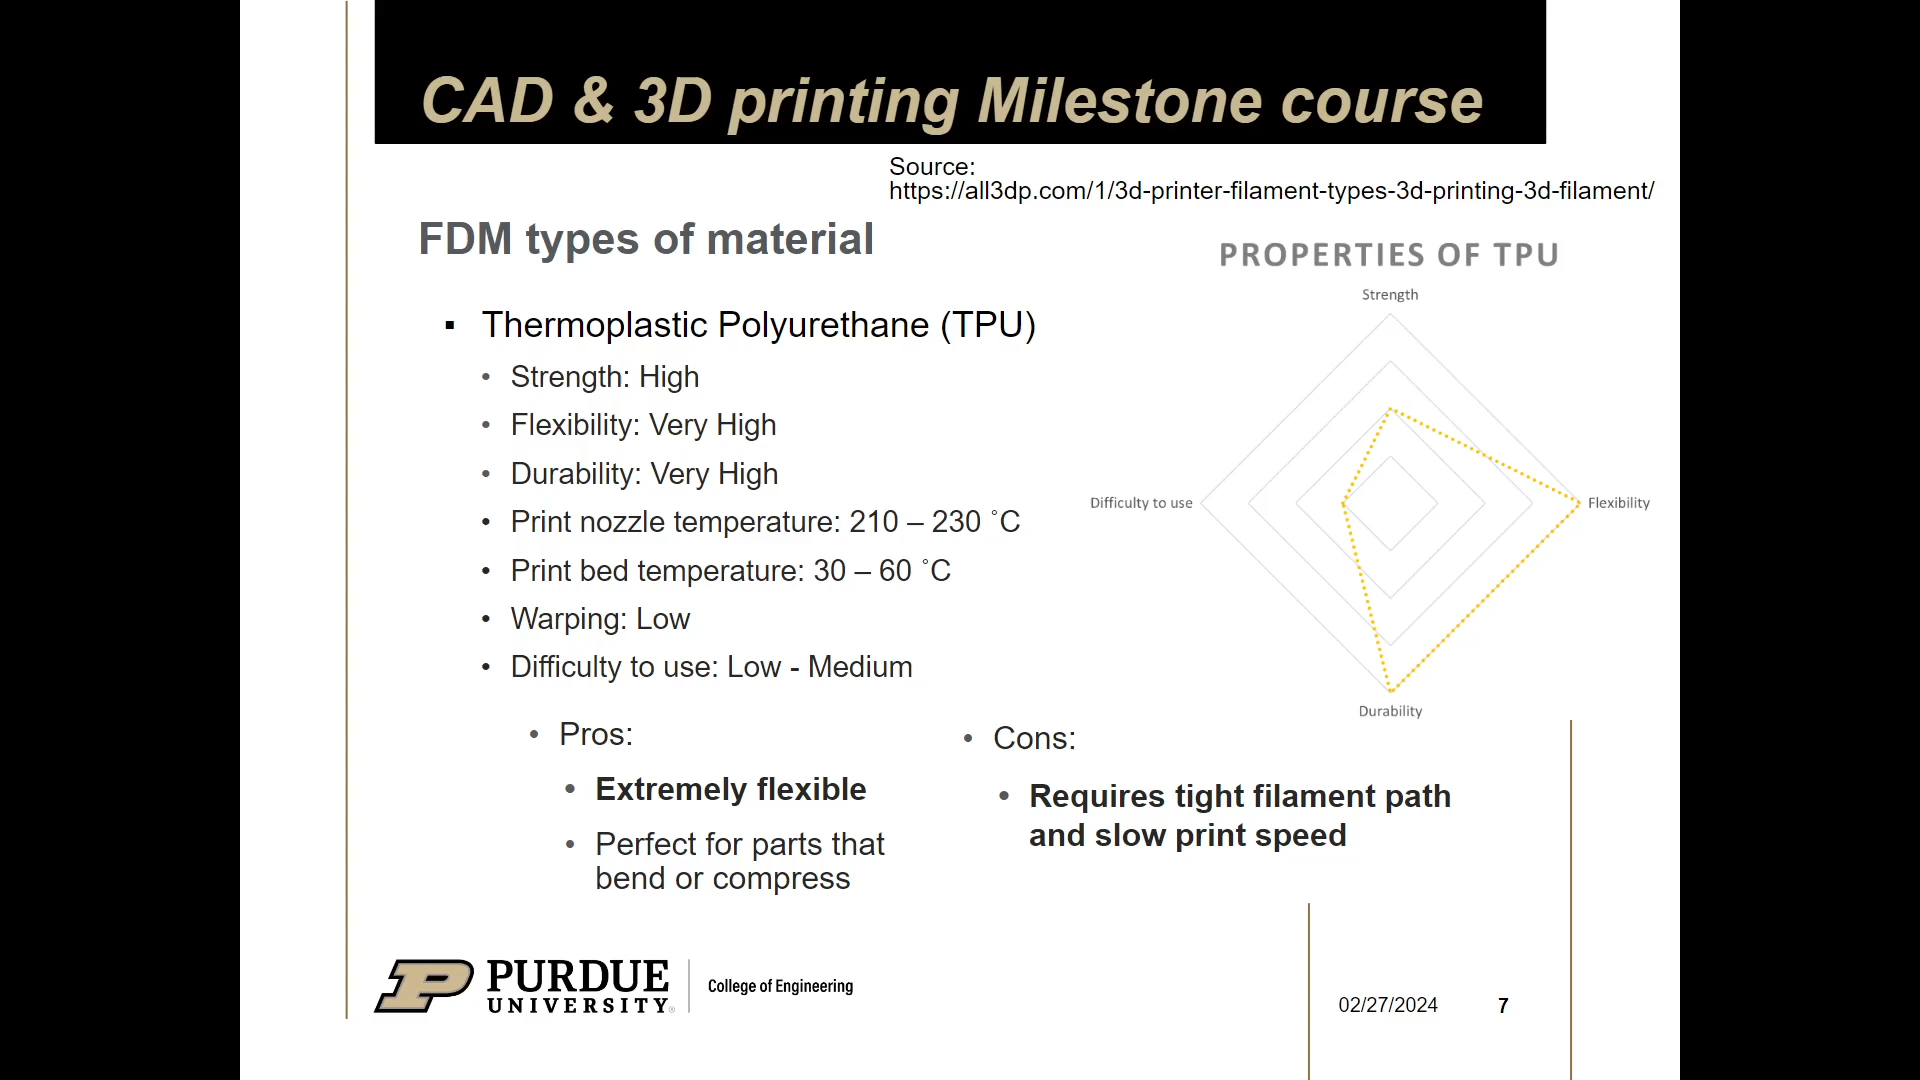 CAD & 3D printing Milestone course
Source:
https://all3dp.com/1/3d-printer-filament-types-3d-printing-3d-filament/
FDM types of material
▪ Thermoplastic Polyurethane (TPU)
• Strength: High
• Flexibility: Very High
• Durability: Very High
• Print nozzle temperature: 210 – 230 ˚C
• Print bed temperature: 30 – 60 ˚C
• Warping: Low
• Difficulty to use: Low - Medium
• Pros:
• Extremely flexible
• Perfect for parts that
bend or compress
• Cons:
• Requires tight filament path
and slow print speed
PROPERTIES OF TPU
Strength
Difficulty to use
Flexibility
Durability
P PURDUE
UNIVERSITY®
College of Engineering
02/27/2024
7